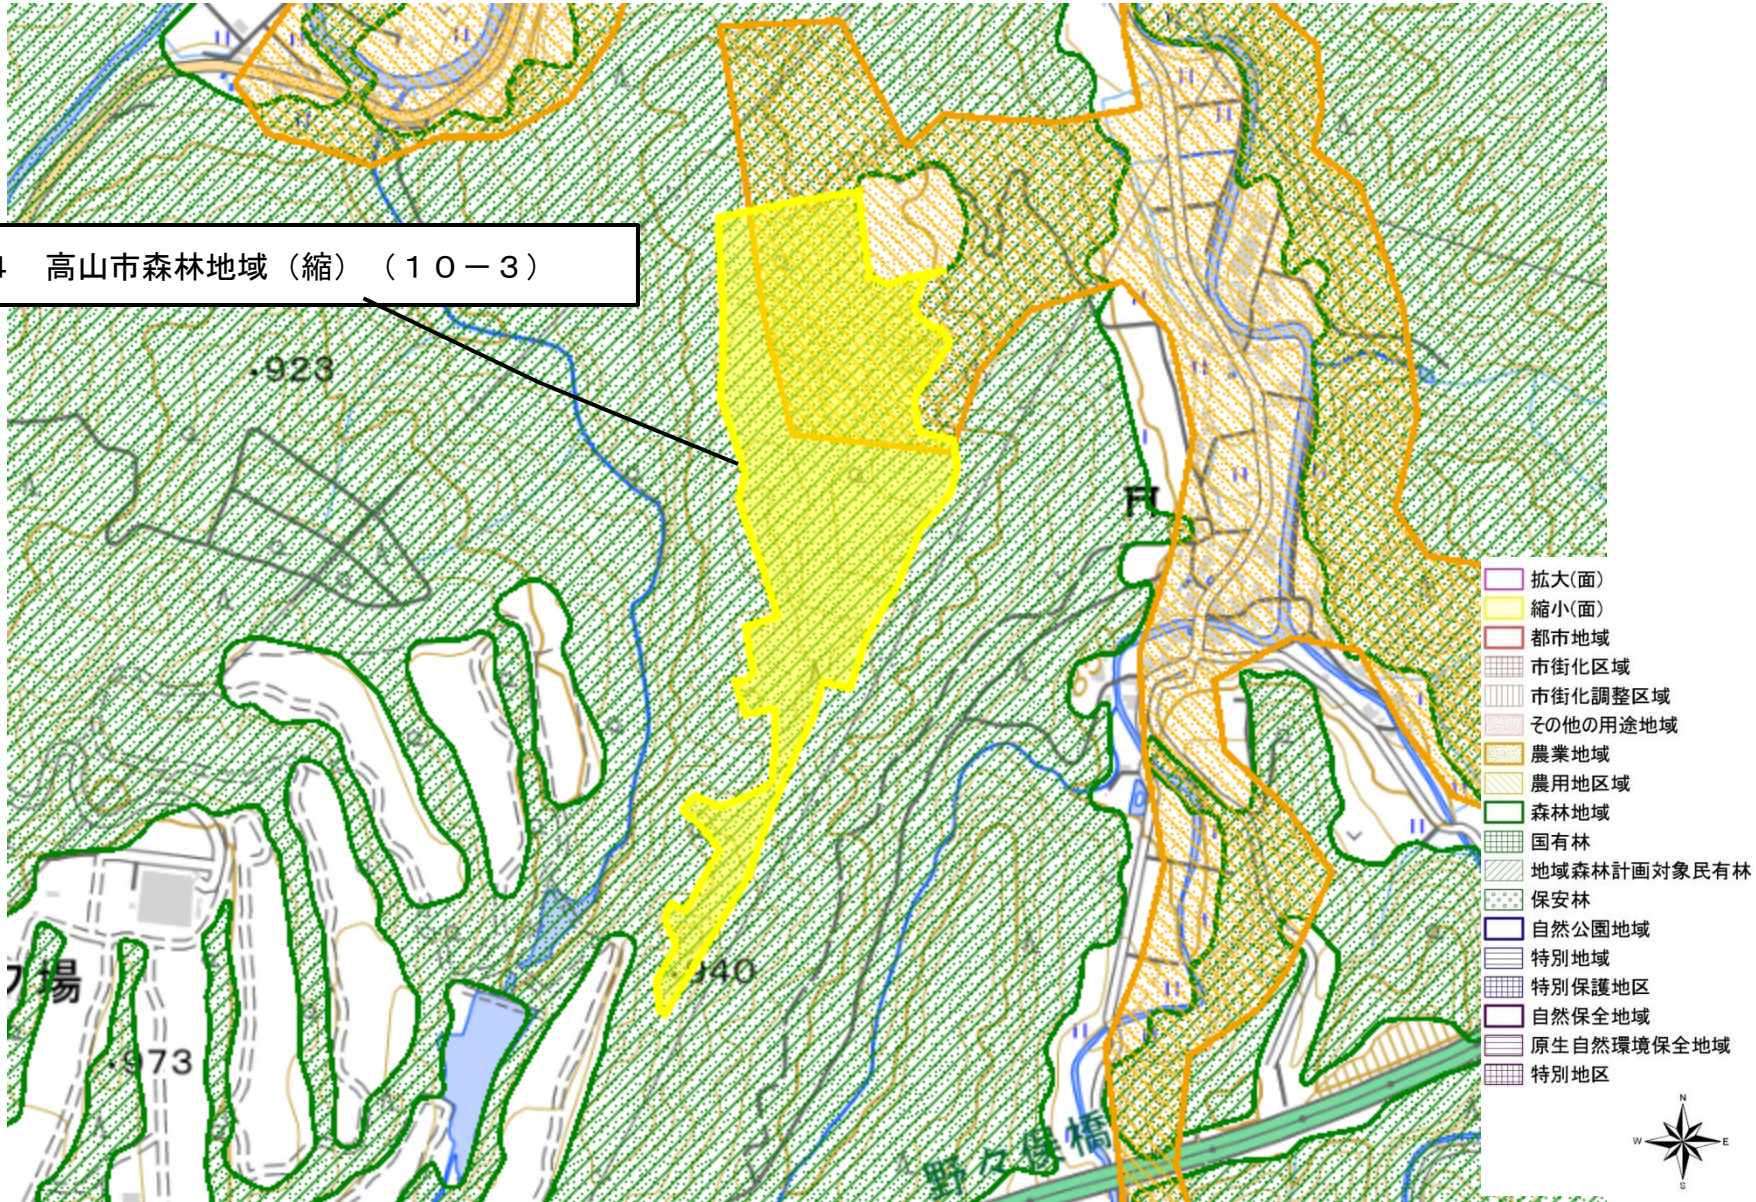 4 高山市森林地域（縮）（１０－３）
・923
940
場
・973
野々俣橋
拡大(面)
縮小(面)
都市地域
市街化区域
市街化調整区域
その他の用途地域
農業地域
農用地区域
森林地域
国有林
地域森林計画対象民有林
保安林
自然公園地域
特別地域
特別保護地区
自然保全地域
原生自然環境保全地域
特別地区
N
W E
S